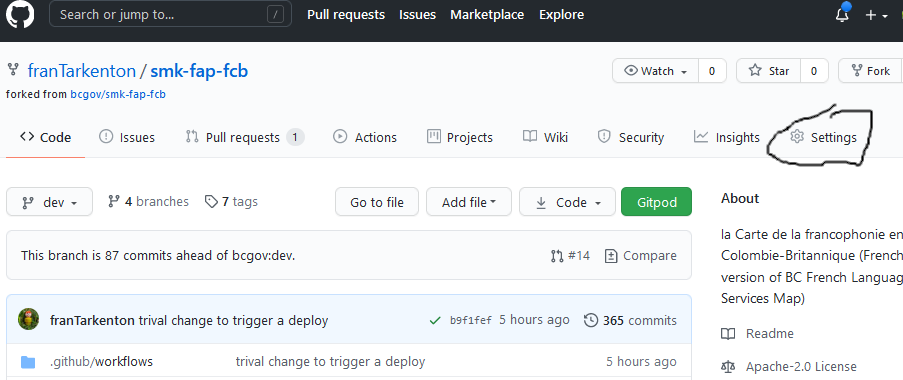 Search or jump to... /
Pull requests Issues Marketplace Explore
franTarkenton / smk-fap-fcb
Watch 0 Star 0 Fork
forked from bcgov/smk-fap-fcb
Code Issues Pull requests 1 Actions Projects Wiki Security Insights Settings
dev 4 branches 7 tags Go to file Add file Code Gitpod
This branch is 87 commits ahead of bcgov:dev. #14 Compare
franTarkenton trival change to trigger a deploy b9f1fef 5 hours ago 365 commits
.github/workflows trival change to trigger a deploy 5 hours ago
About
la Carte de la francophonie en
Colombie-Britannique (French
version of BC French Languag
Services Map)
Readme
Apache-2.0 License